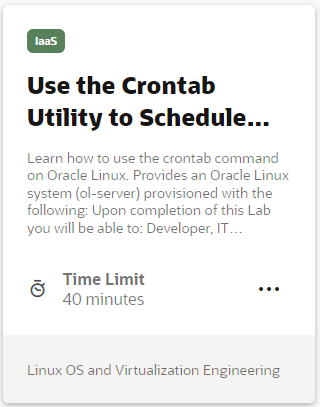 IaaS
Use the Crontab
Utility to Schedule...
Learn how to use the crontab command
on Oracle Linux. Provides an Oracle Linux
system (ol-server) provisioned with the
following: Upon completion of this Lab
you will be able to: Developer, IT...
Time Limit
40 minutes
Linux OS and Virtualization Engineering